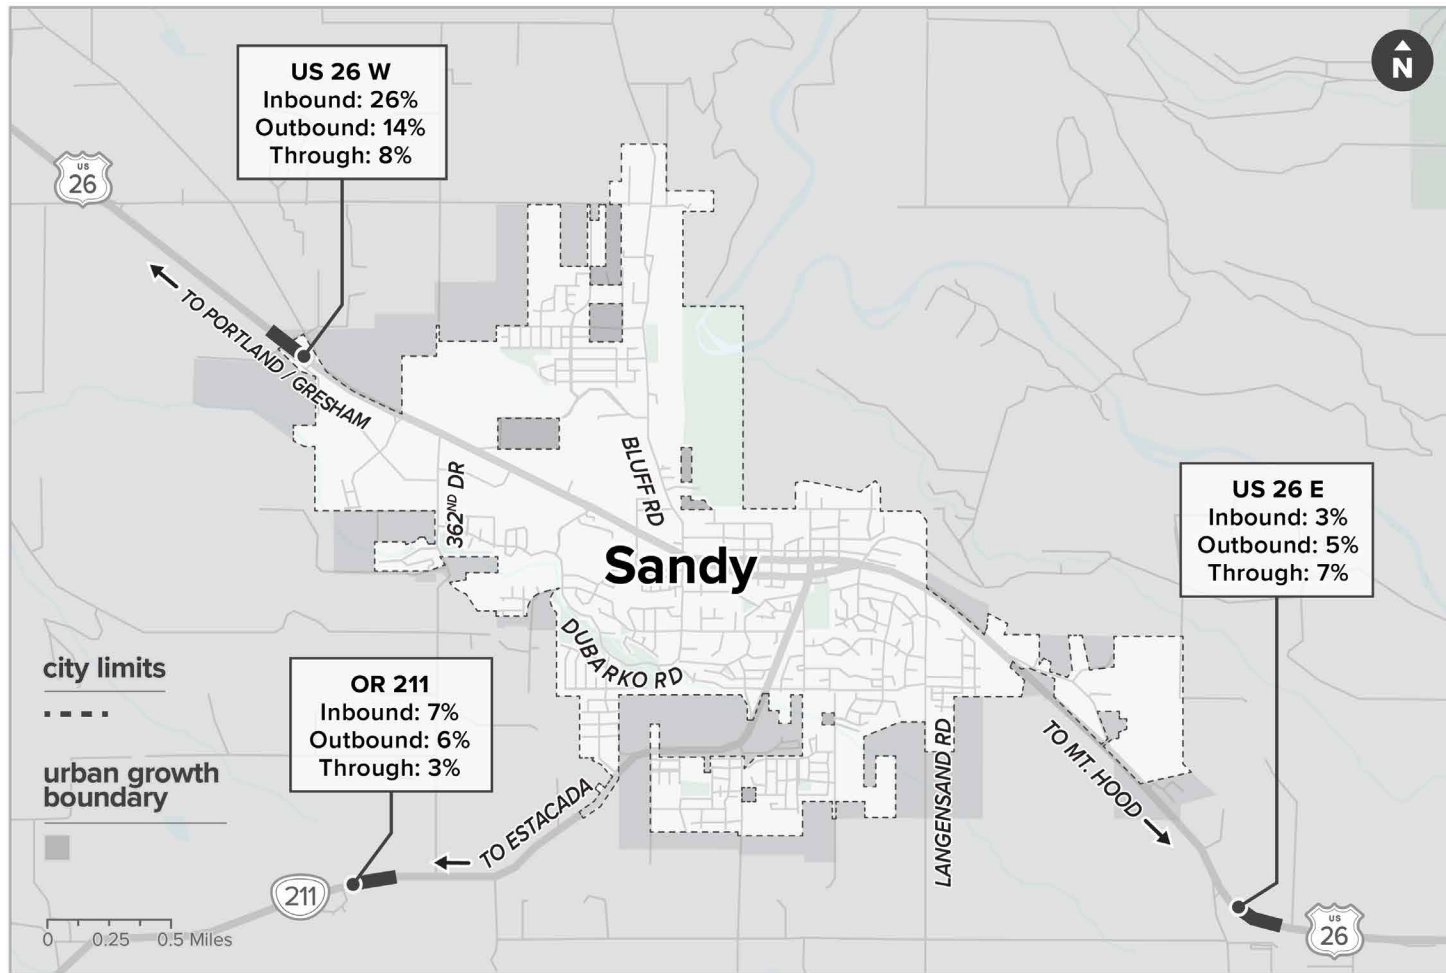 N
US 26 W
Inbound: 26%
Outbound: 14%
Through: 8%
US
26
TO PORTLAND / GRESHAM
BLUFF RD
362ND DR
US 26 E
Inbound: 3%
Outbound: 5%
Through: 7%
Sandy
DUBARKO RD
city limits
OR 211
Inbound: 7%
Outbound: 6%
Through: 3%
urban growth
boundary
LANGENSAND RD
TO MT. HOOD
TO ESTACADA
211
US
26
0 0.25 0.5 Miles